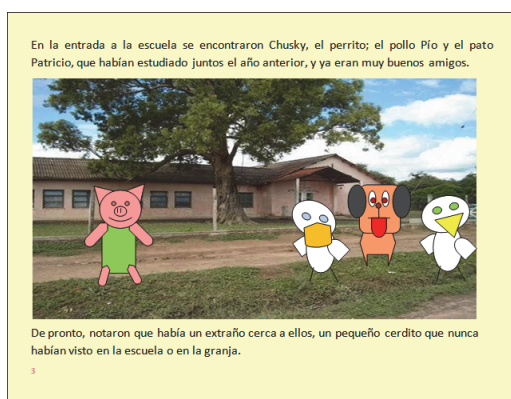 En la entrada a la escuela se encontraron Chusky, el perrito; el pollo Pío y el pato
Patricio, que habían estudiado juntos el año anterior, y ya eran muy buenos amigos.
De pronto, notaron que había un extraño cerca a ellos, un pequeño cerdito que nunca
habían visto en la escuela o en la granja.
3